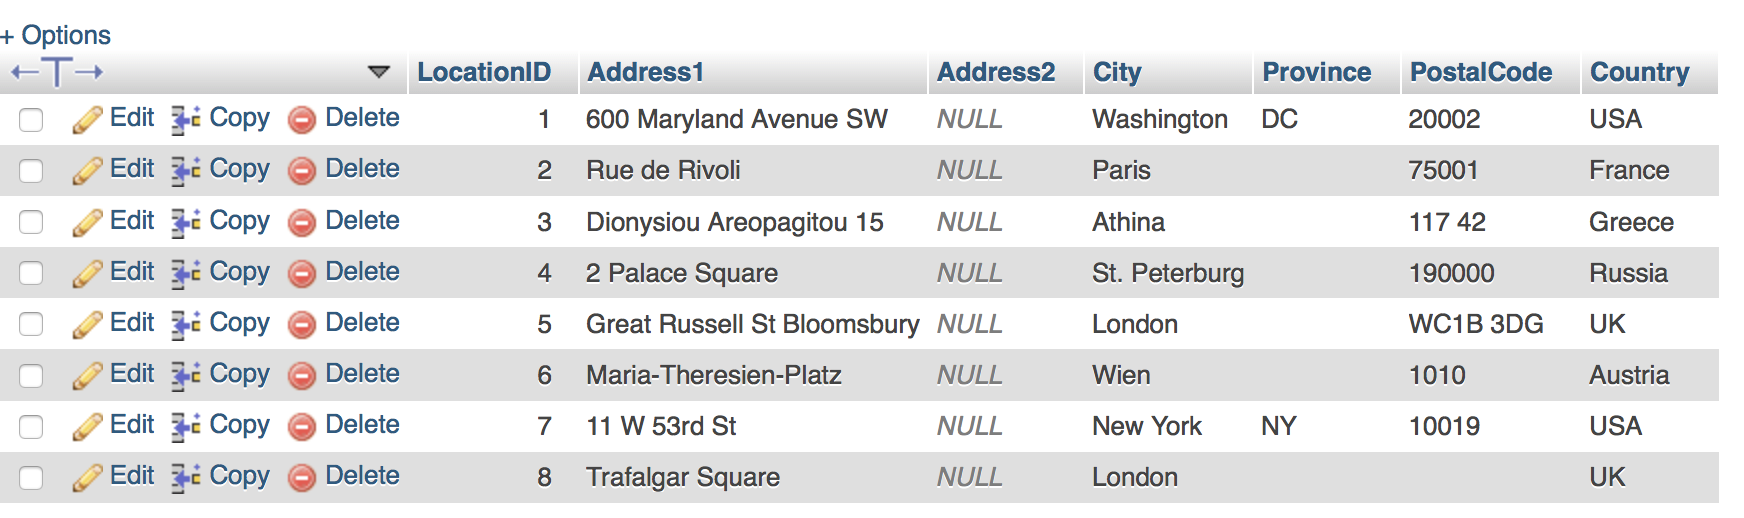 + Options
←T→ LocationID Address1 Address2 City Province PostalCode Country
Edit Copy Delete 1 600 Maryland Avenue SW NULL Washington DC 20002 USA
Edit Copy Delete 2 Rue de Rivoli NULL Paris 75001 France
Edit Copy Delete 3 Dionysiou Areopagitou 15 NULL Athina 117 42 Greece
Edit Copy Delete 4 2 Palace Square NULL St. Peterburg 190000 Russia
Edit Copy Delete 5 Great Russell St Bloomsbury NULL London WC1B 3DG UK
Edit Copy Delete 6 Maria-Theresien-Platz NULL Wien 1010 Austria
Edit Copy Delete 7 11 W 53rd St NULL New York NY 10019 USA
Edit Copy Delete 8 Trafalgar Square NULL London UK